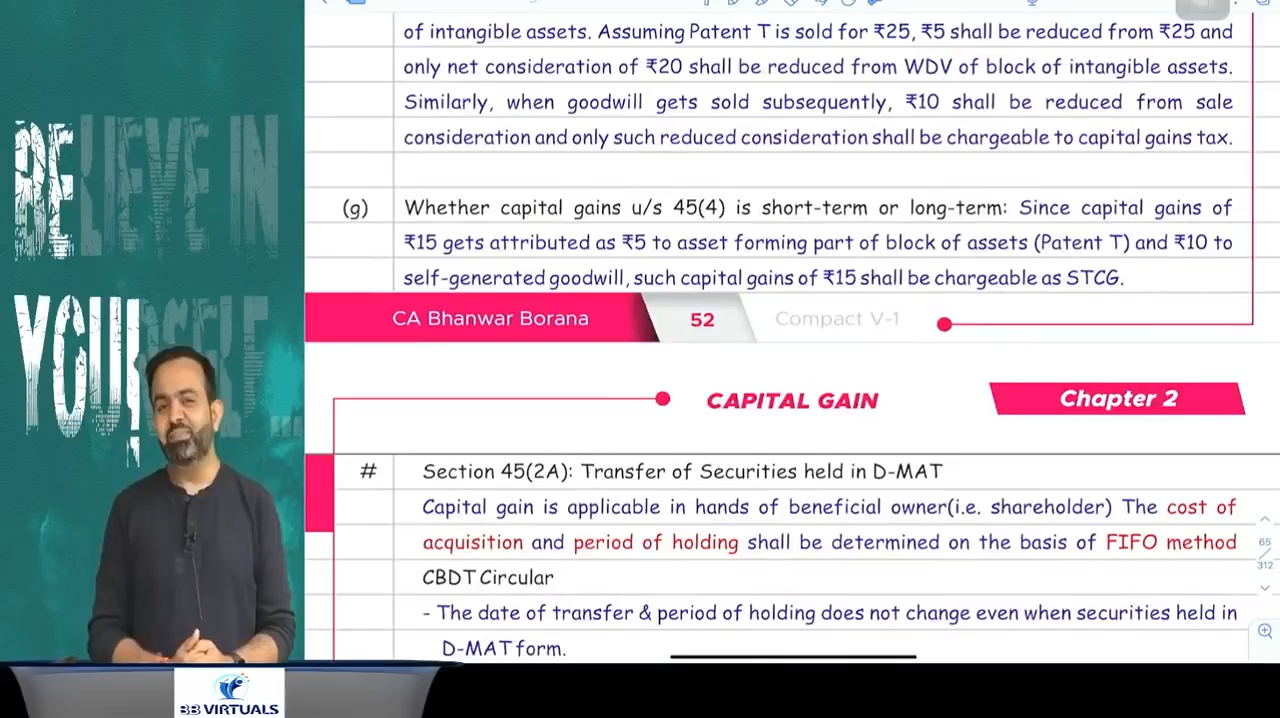 BELIEVE IN
YOURSELF...
of intangible assets. Assuming Patent T is sold for ₹25, ₹5 shall be reduced from ₹25 and
only net consideration of ₹20 shall be reduced from WDV of block of intangible assets.
Similarly, when goodwill gets sold subsequently, ₹10 shall be reduced from sale
consideration and only such reduced consideration shall be chargeable to capital gains tax.
(g) Whether capital gains u/s 45(4) is short-term or long-term: Since capital gains of
₹15 gets attributed as ₹5 to asset forming part of block of assets (Patent T) and ₹10 to
self-generated goodwill, such capital gains of ₹15 shall be chargeable as STCG.
CA Bhanwar Borana 52 Compact V-1
CAPITAL GAIN Chapter 2
# Section 45(2A): Transfer of Securities held in D-MAT
Capital gain is applicable in hands of beneficial owner(i.e. shareholder) The cost of
acquisition and period of holding shall be determined on the basis of FIFO method
CBDT Circular
- The date of transfer & period of holding does not change even when securities held in
D-MAT form.
65
312
BB VIRTUALS